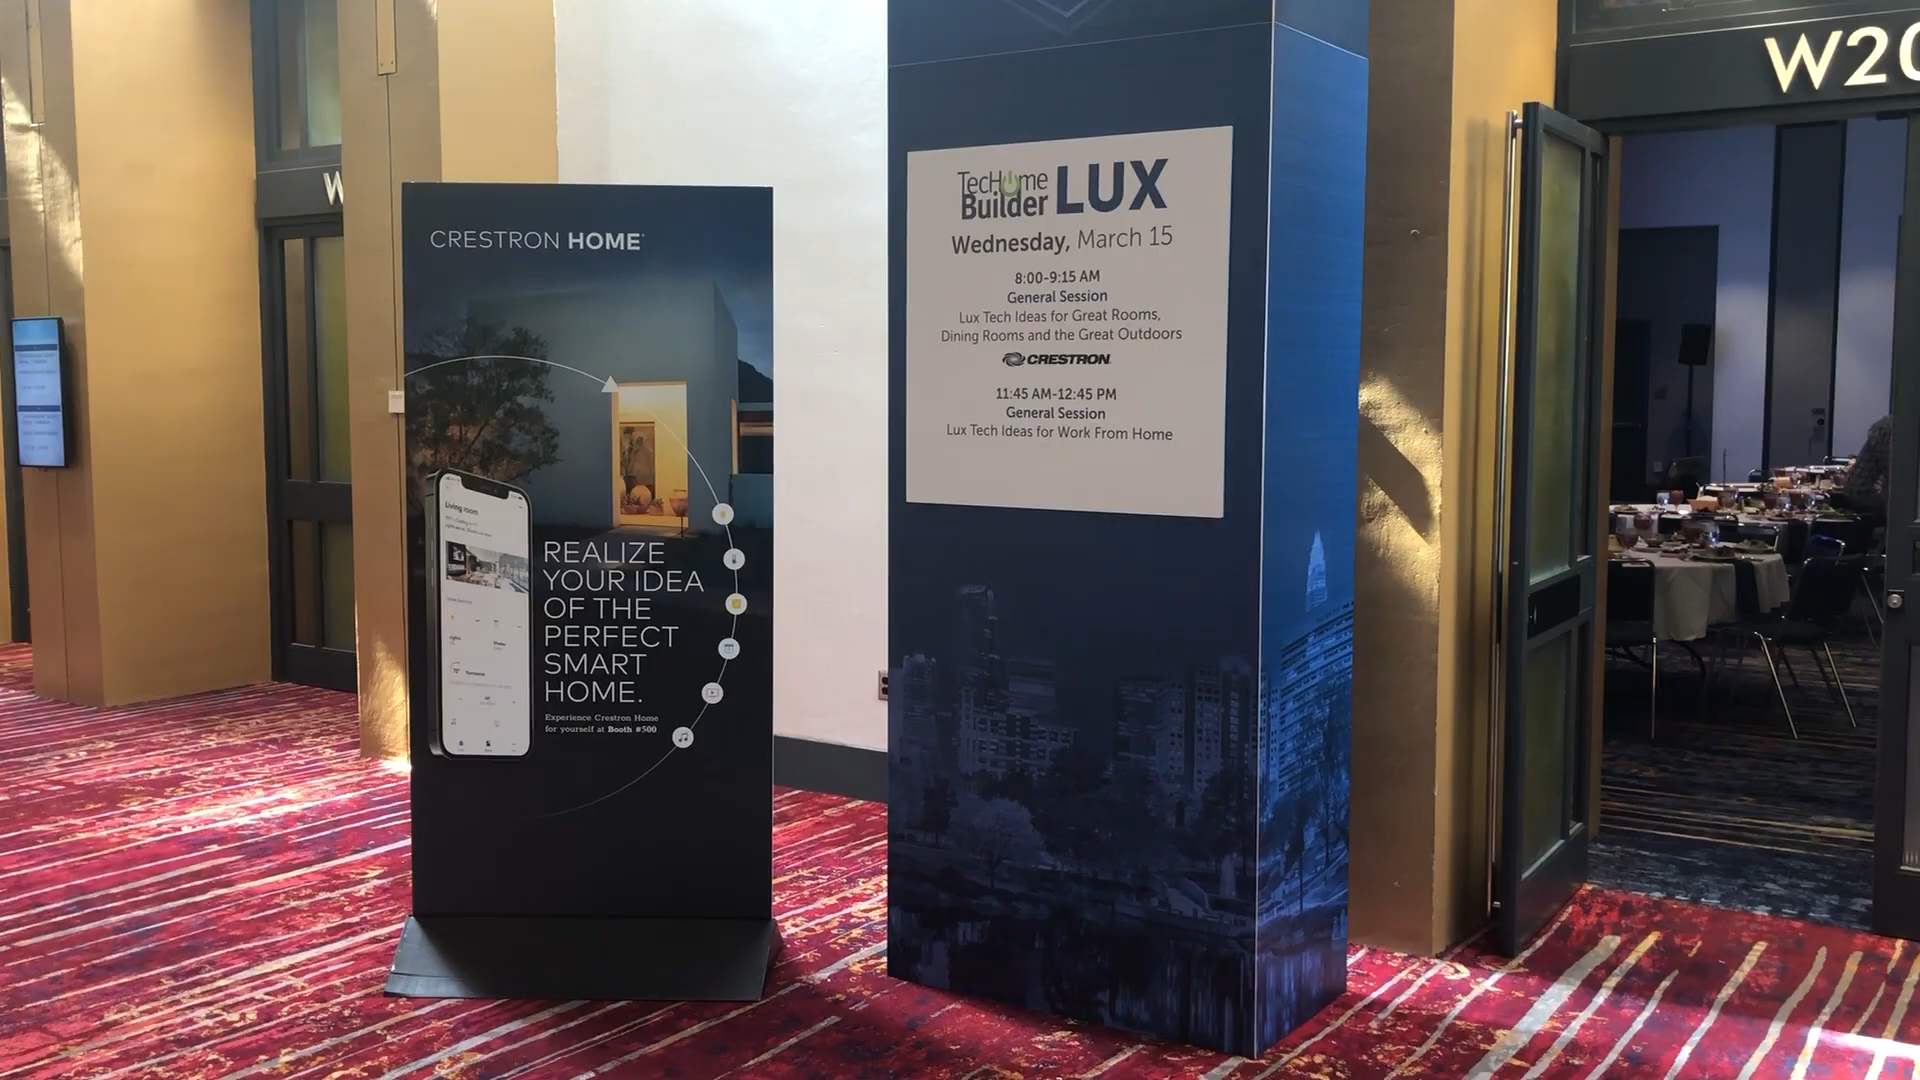 CRESTRON HOME
Living room
REALIZE
YOUR IDEA
OF THE
PERFECT
SMART
HOME.
Experience Crestron Home
for yourself at Booth #500
TecHome
Builder LUX
Wednesday, March 15
8:00-9:15 AM
General Session
Lux Tech Ideas for Great Rooms,
Dining Rooms and the Great Outdoors
CRESTRON
11:45 AM-12:45 PM
General Session
Lux Tech Ideas for Work From Home
W20
W